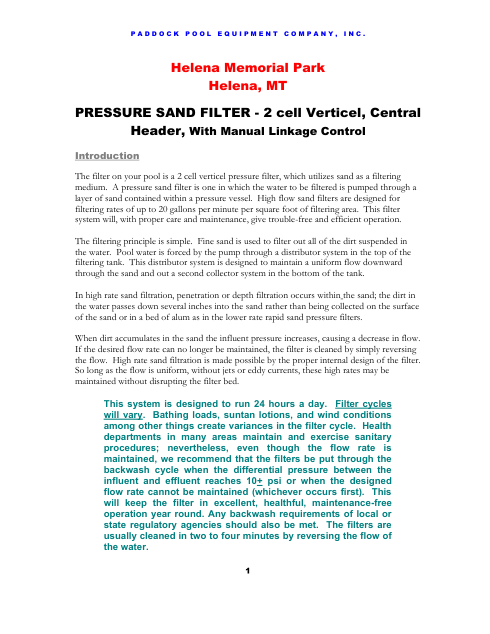 PADDOCK POOL EQUIPMENT COMPANY, INC.
Helena Memorial Park
Helena, MT
PRESSURE SAND FILTER - 2 cell Verticel, Central
Header, With Manual Linkage Control
Introduction
The filter on your pool is a 2 cell verticel pressure filter, which utilizes sand as a filtering
medium. A pressure sand filter is one in which the water to be filtered is pumped through a
layer of sand contained within a pressure vessel. High flow sand filters are designed for
filtering rates of up to 20 gallons per minute per square foot of filtering area. This filter
system will, with proper care and maintenance, give trouble-free and efficient operation.
The filtering principle is simple. Fine sand is used to filter out all of the dirt suspended in
the water. Pool water is forced by the pump through a distributor system in the top of the
filtering tank. This distributor system is designed to maintain a uniform flow downward
through the sand and out a second collector system in the bottom of the tank.
In high rate sand filtration, penetration or depth filtration occurs within the sand; the dirt in
the water passes down several inches into the sand rather than being collected on the surface
of the sand or in a bed of alum as in the lower rate rapid sand pressure filters.
When dirt accumulates in the sand the influent pressure increases, causing a decrease in flow.
If the desired flow rate can no longer be maintained, the filter is cleaned by simply reversing
the flow. High rate sand filtration is made possible by the proper internal design of the filter.
So long as the flow is uniform, without jets or eddy currents, these high rates may be
maintained without disrupting the filter bed.
This system is designed to run 24 hours a day. Filter cycles
will vary. Bathing loads, suntan lotions, and wind conditions
among other things create variances in the filter cycle. Health
departments in many areas maintain and exercise sanitary
procedures; nevertheless, even though the flow rate is
maintained, we recommend that the filters be put through the
backwash cycle when the differential pressure between the
influent and effluent reaches 10+ psi or when the designed
flow rate cannot be maintained (whichever occurs first). This
will keep the filter in excellent, healthful, maintenance-free
operation year round. Any backwash requirements of local or
state regulatory agencies should also be met. The filters are
usually cleaned in two to four minutes by reversing the flow of
the water.
1